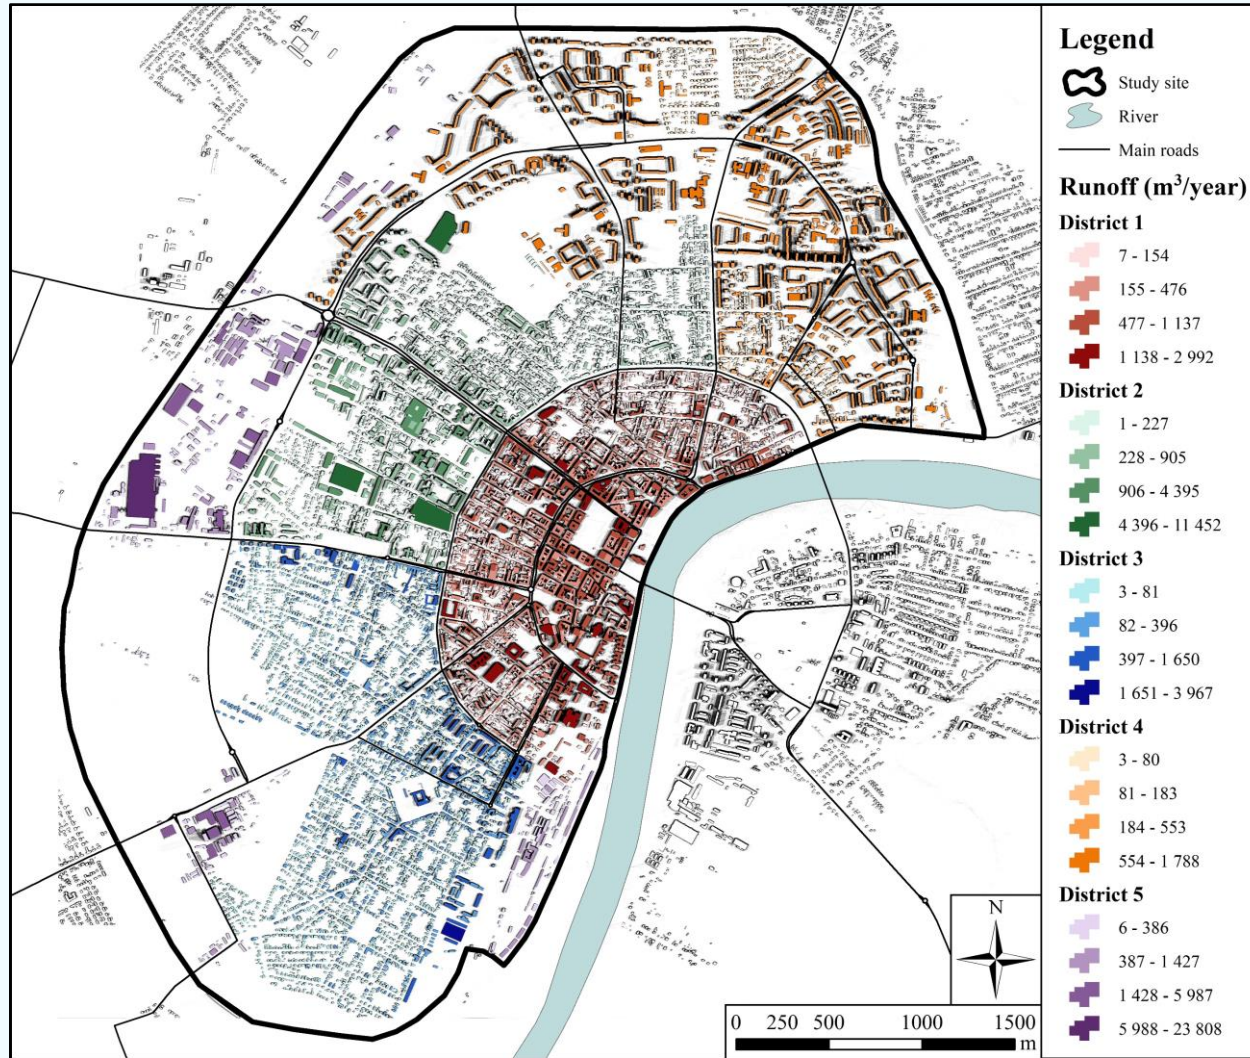 Legend
Study site
River
Main roads
Runoff (m³/year)
District 1
7 - 154
155 - 476
477 - 1 137
1 138 - 2 992
District 2
1 - 227
228 - 905
906 - 4 395
4 396 - 11 452
District 3
3 - 81
82 - 396
397 - 1 650
1 651 - 3 967
District 4
3 - 80
81 - 183
184 - 553
554 - 1 788
District 5
6 - 386
387 - 1 427
1 428 - 5 987
5 988 - 23 808
N
0 250 500 1000 1500
m